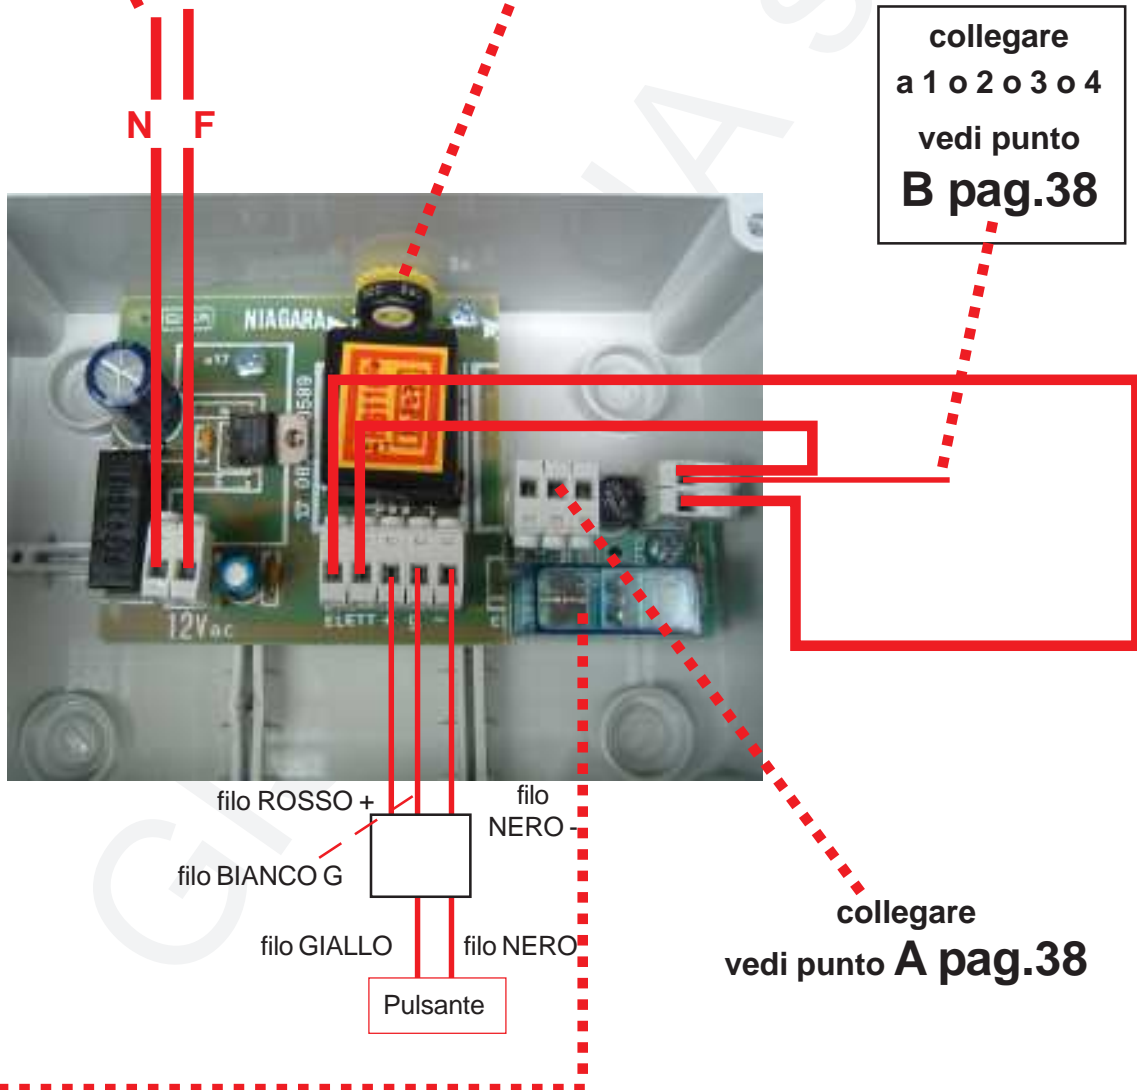 collegare
a 1 o 2 o 3 o 4
vedi punto
B pag.38
N F
NIAGARA
12Vac
ELETT + G -
filo ROSSO +
filo
NERO -
filo BIANCO G
filo GIALLO
filo NERO
Pulsante
collegare
vedi punto A pag.38